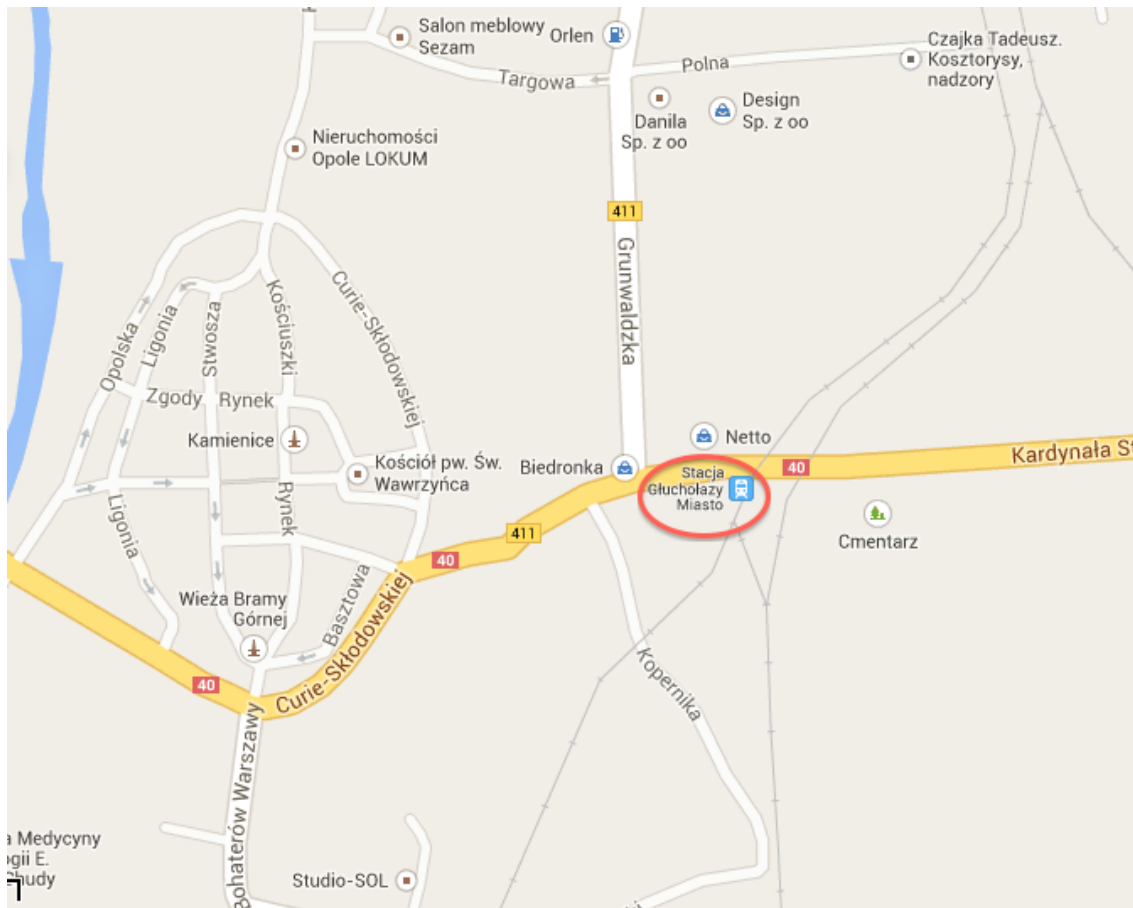 Salon meblowy
Sezam
Orlen
Czajka Tadeusz.
Kosztorysy,
nadzory
Polna
Targowa
Danila
Sp. z oo
Design
Sp. z oo
Nieruchomości
Opole LOKUM
411
Grunwaldzka
Curie-Skłodowskiej
Kościuszki
Opolska
Ligonia
Stwosza
Zgody
Rynek
Kamienice
Kościół pw. Św.
Wawrzyńca
Rynek
Biedronka
Netto
Stacja
Głuchołazy
Miasto
40
Kardynała St
Cmentarz
Ligonia
411
40
Basztowa
Wieża Bramy
Górnej
40
Curie-Skłodowskiej
Kopernika
Bohaterów Warszawy
a Medycyny
ogii E.
Chudy
Studio-SOL